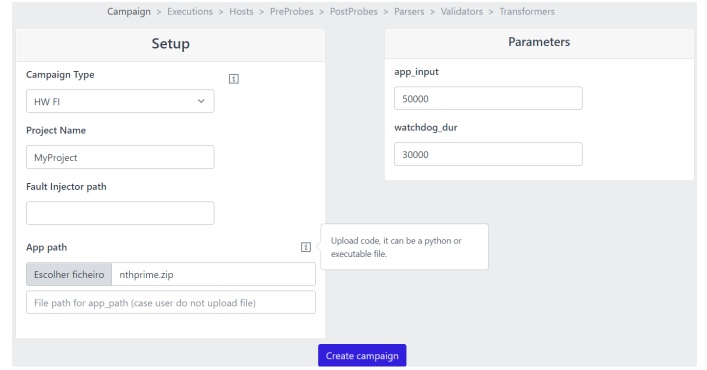 Campaign > Executions > Hosts > PreProbes > PostProbes > Parsers > Validators > Transformers
Setup
Campaign Type
i
HW FI
Project Name
MyProject
Fault Injector path
App path
i
Upload code, it can be a python or
executable file.
Escolher ficheiro nthprime.zip
File path for app_path (case user do not upload file)
Parameters
app_input
50000
watchdog_dur
30000
Create campaign